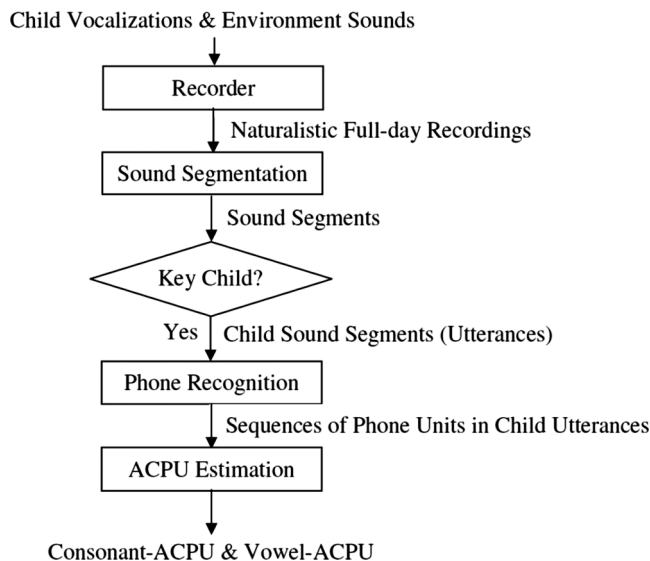 Child Vocalizations & Environment Sounds
Recorder
Naturalistic Full-day Recordings
Sound Segmentation
Sound Segments
Key Child?
Yes
Child Sound Segments (Utterances)
Phone Recognition
Sequences of Phone Units in Child Utterances
ACPU Estimation
Consonant-ACPU & Vowel-ACPU